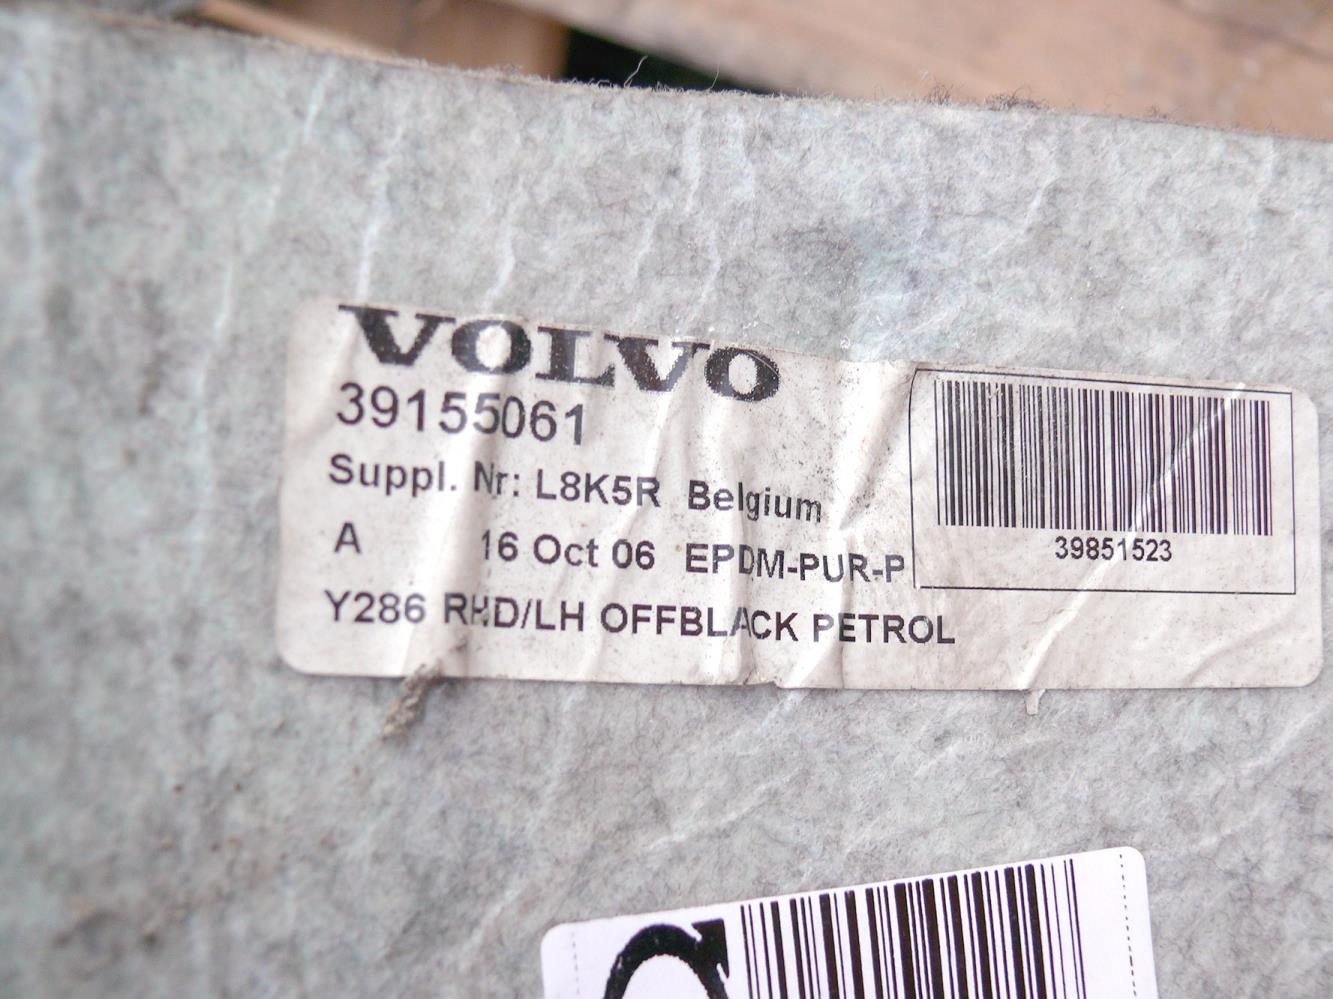 VOLVO
39155061
Suppl. Nr: L8K5R Belgium
A 16 Oct 06 EPDM-PUR-P
Y286 RHD/LH OFFBLACK PETROL
39851523